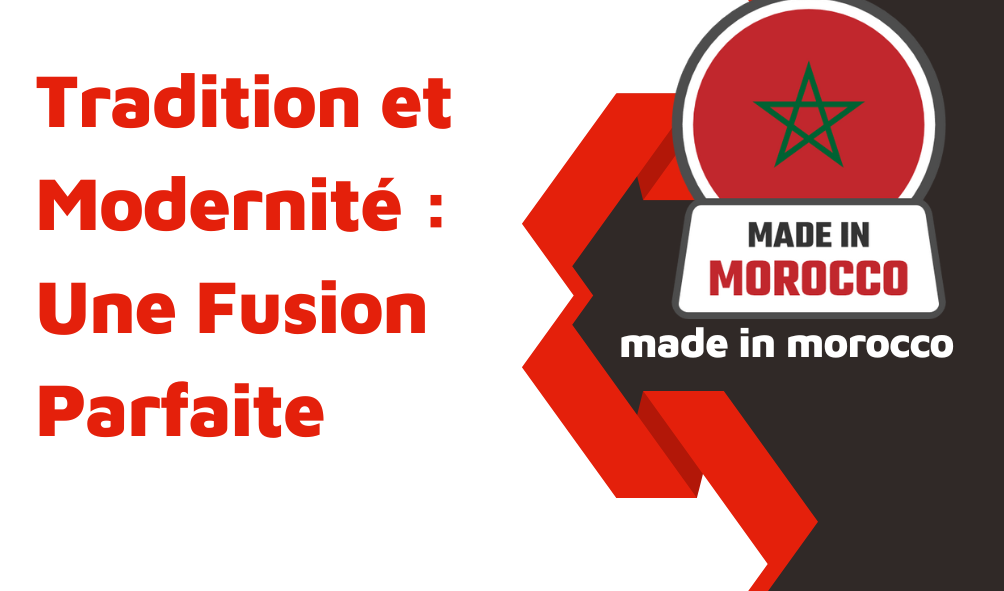 Tradition et
Modernité :
Une Fusion
Parfaite
MADE IN
MOROCCO
made in morocco